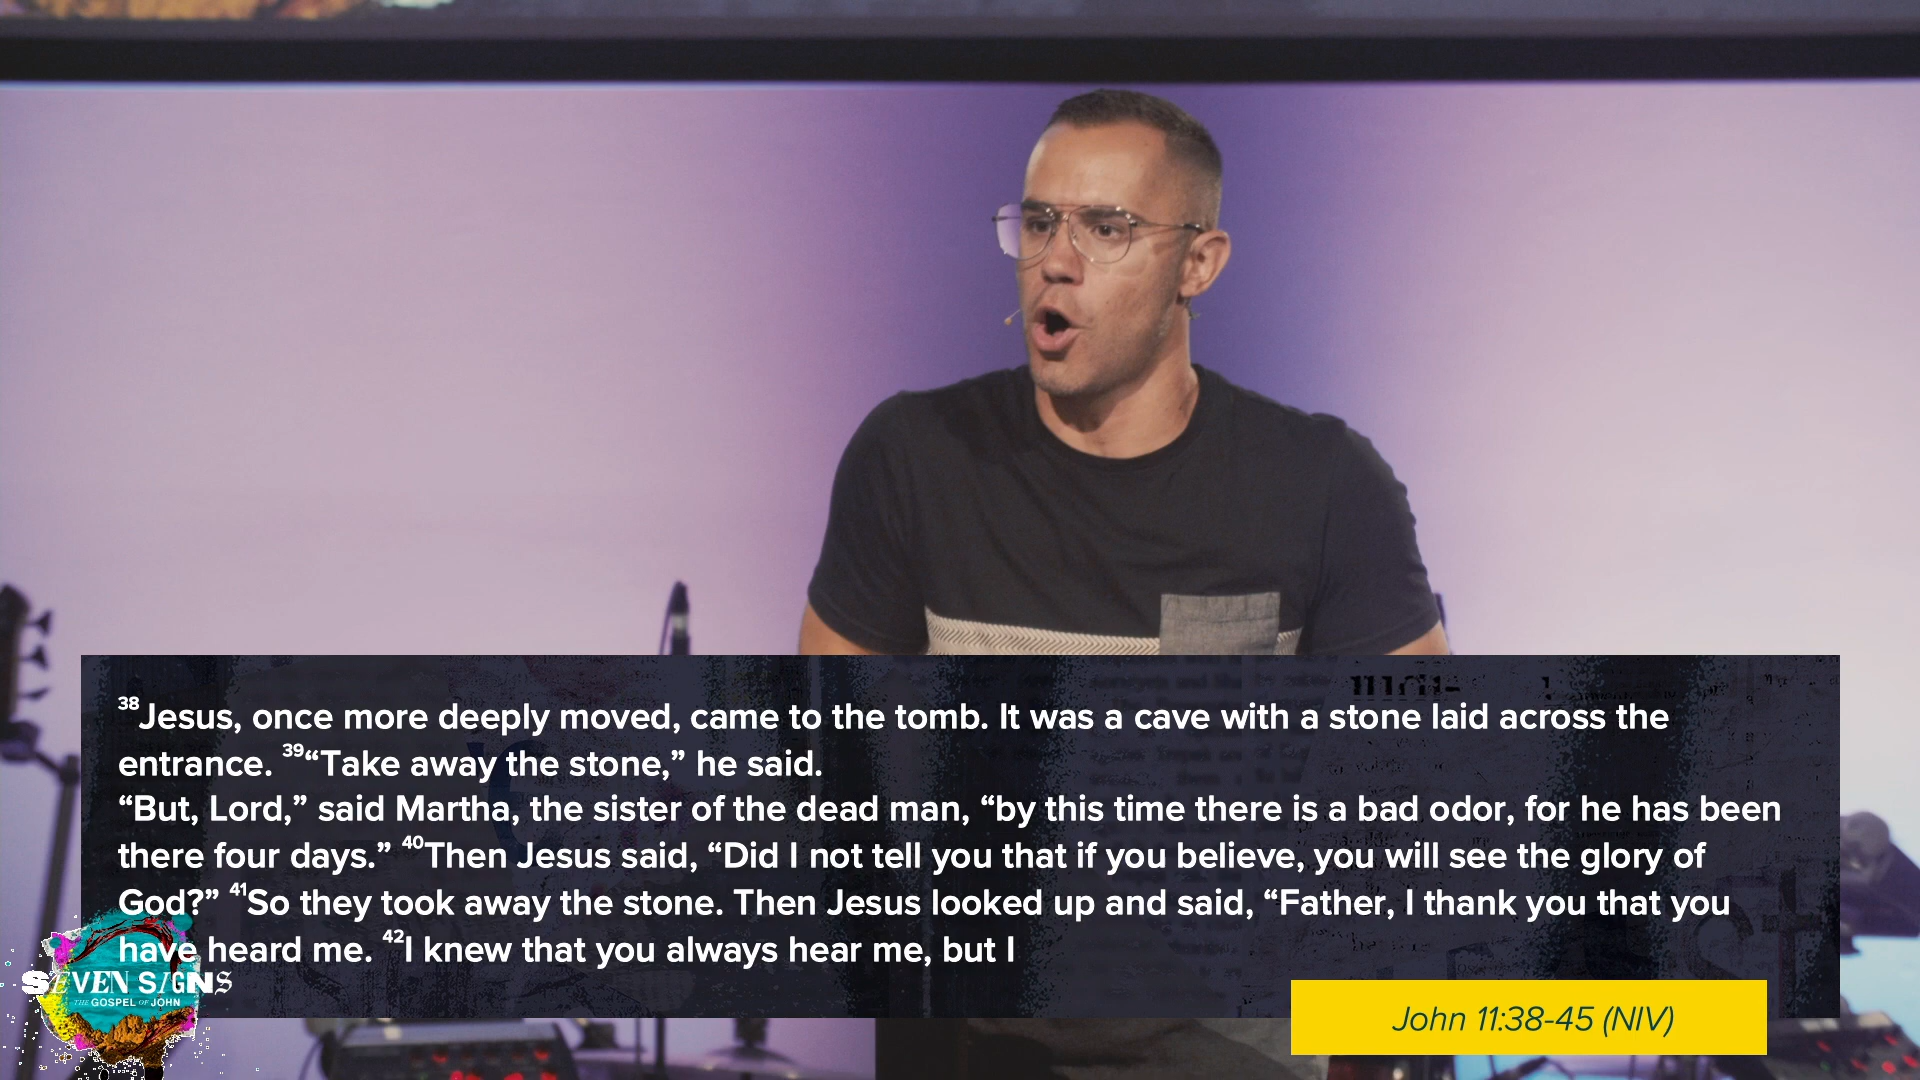 ³⁸Jesus, once more deeply moved, came to the tomb. It was a cave with a stone laid across the
entrance. ³⁹“Take away the stone,” he said.
“But, Lord,” said Martha, the sister of the dead man, “by this time there is a bad odor, for he has been
there four days.” ⁴⁰Then Jesus said, “Did I not tell you that if you believe, you will see the glory of
God?” ⁴¹So they took away the stone. Then Jesus looked up and said, “Father, I thank you that you
have heard me. ⁴²I knew that you always hear me, but I
SEVEN SIGNS
THE GOSPEL OF JOHN
John 11:38-45 (NIV)